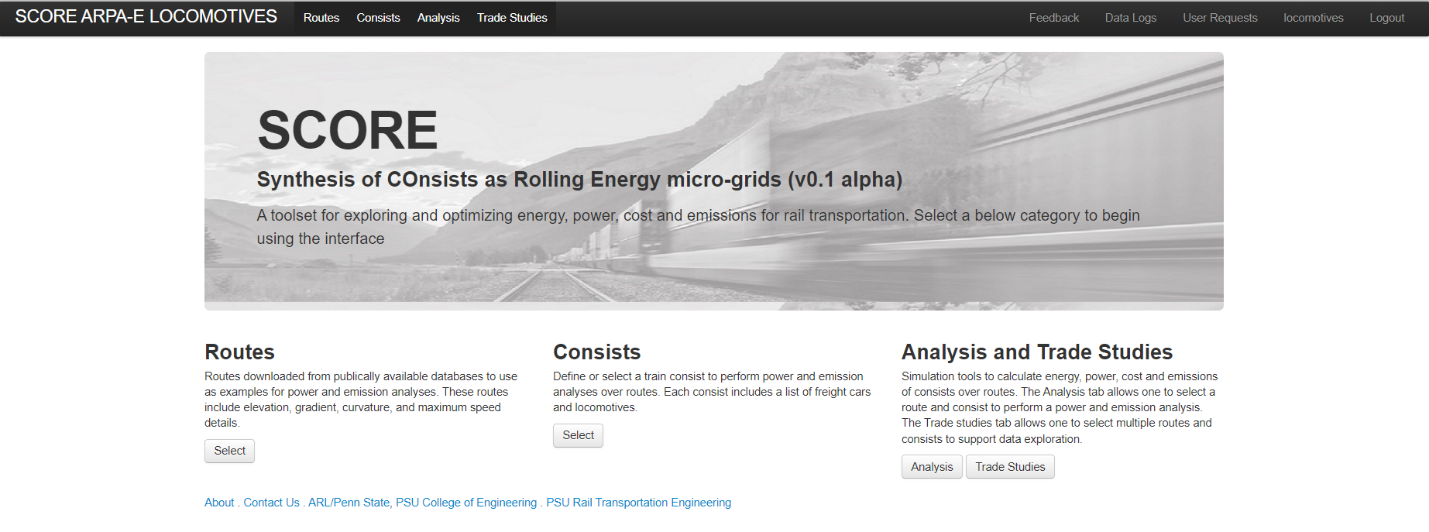 SCORE ARPA-E LOCOMOTIVES Routes Consists Analysis Trade Studies Feedback Data Logs User Requests locomotives Logout
SCORE
Synthesis of COnsists as Rolling Energy micro-grids (v0.1 alpha)
A toolset for exploring and optimizing energy, power, cost and emissions for rail transportation. Select a below category to begin
using the interface
Routes
Routes downloaded from publically available databases to use
as examples for power and emission analyses. These routes
include elevation, gradient, curvature, and maximum speed
details.
Select
Consists
Define or select a train consist to perform power and emission
analyses over routes. Each consist includes a list of freight cars
and locomotives.
Select
Analysis and Trade Studies
Simulation tools to calculate energy, power, cost and emissions
of consists over routes. The Analysis tab allows one to select a
route and consist to perform a power and emission analysis.
The Trade studies tab allows one to select multiple routes and
consists to support data exploration.
Analysis Trade Studies
About . Contact Us . ARL/Penn State, PSU College of Engineering . PSU Rail Transportation Engineering